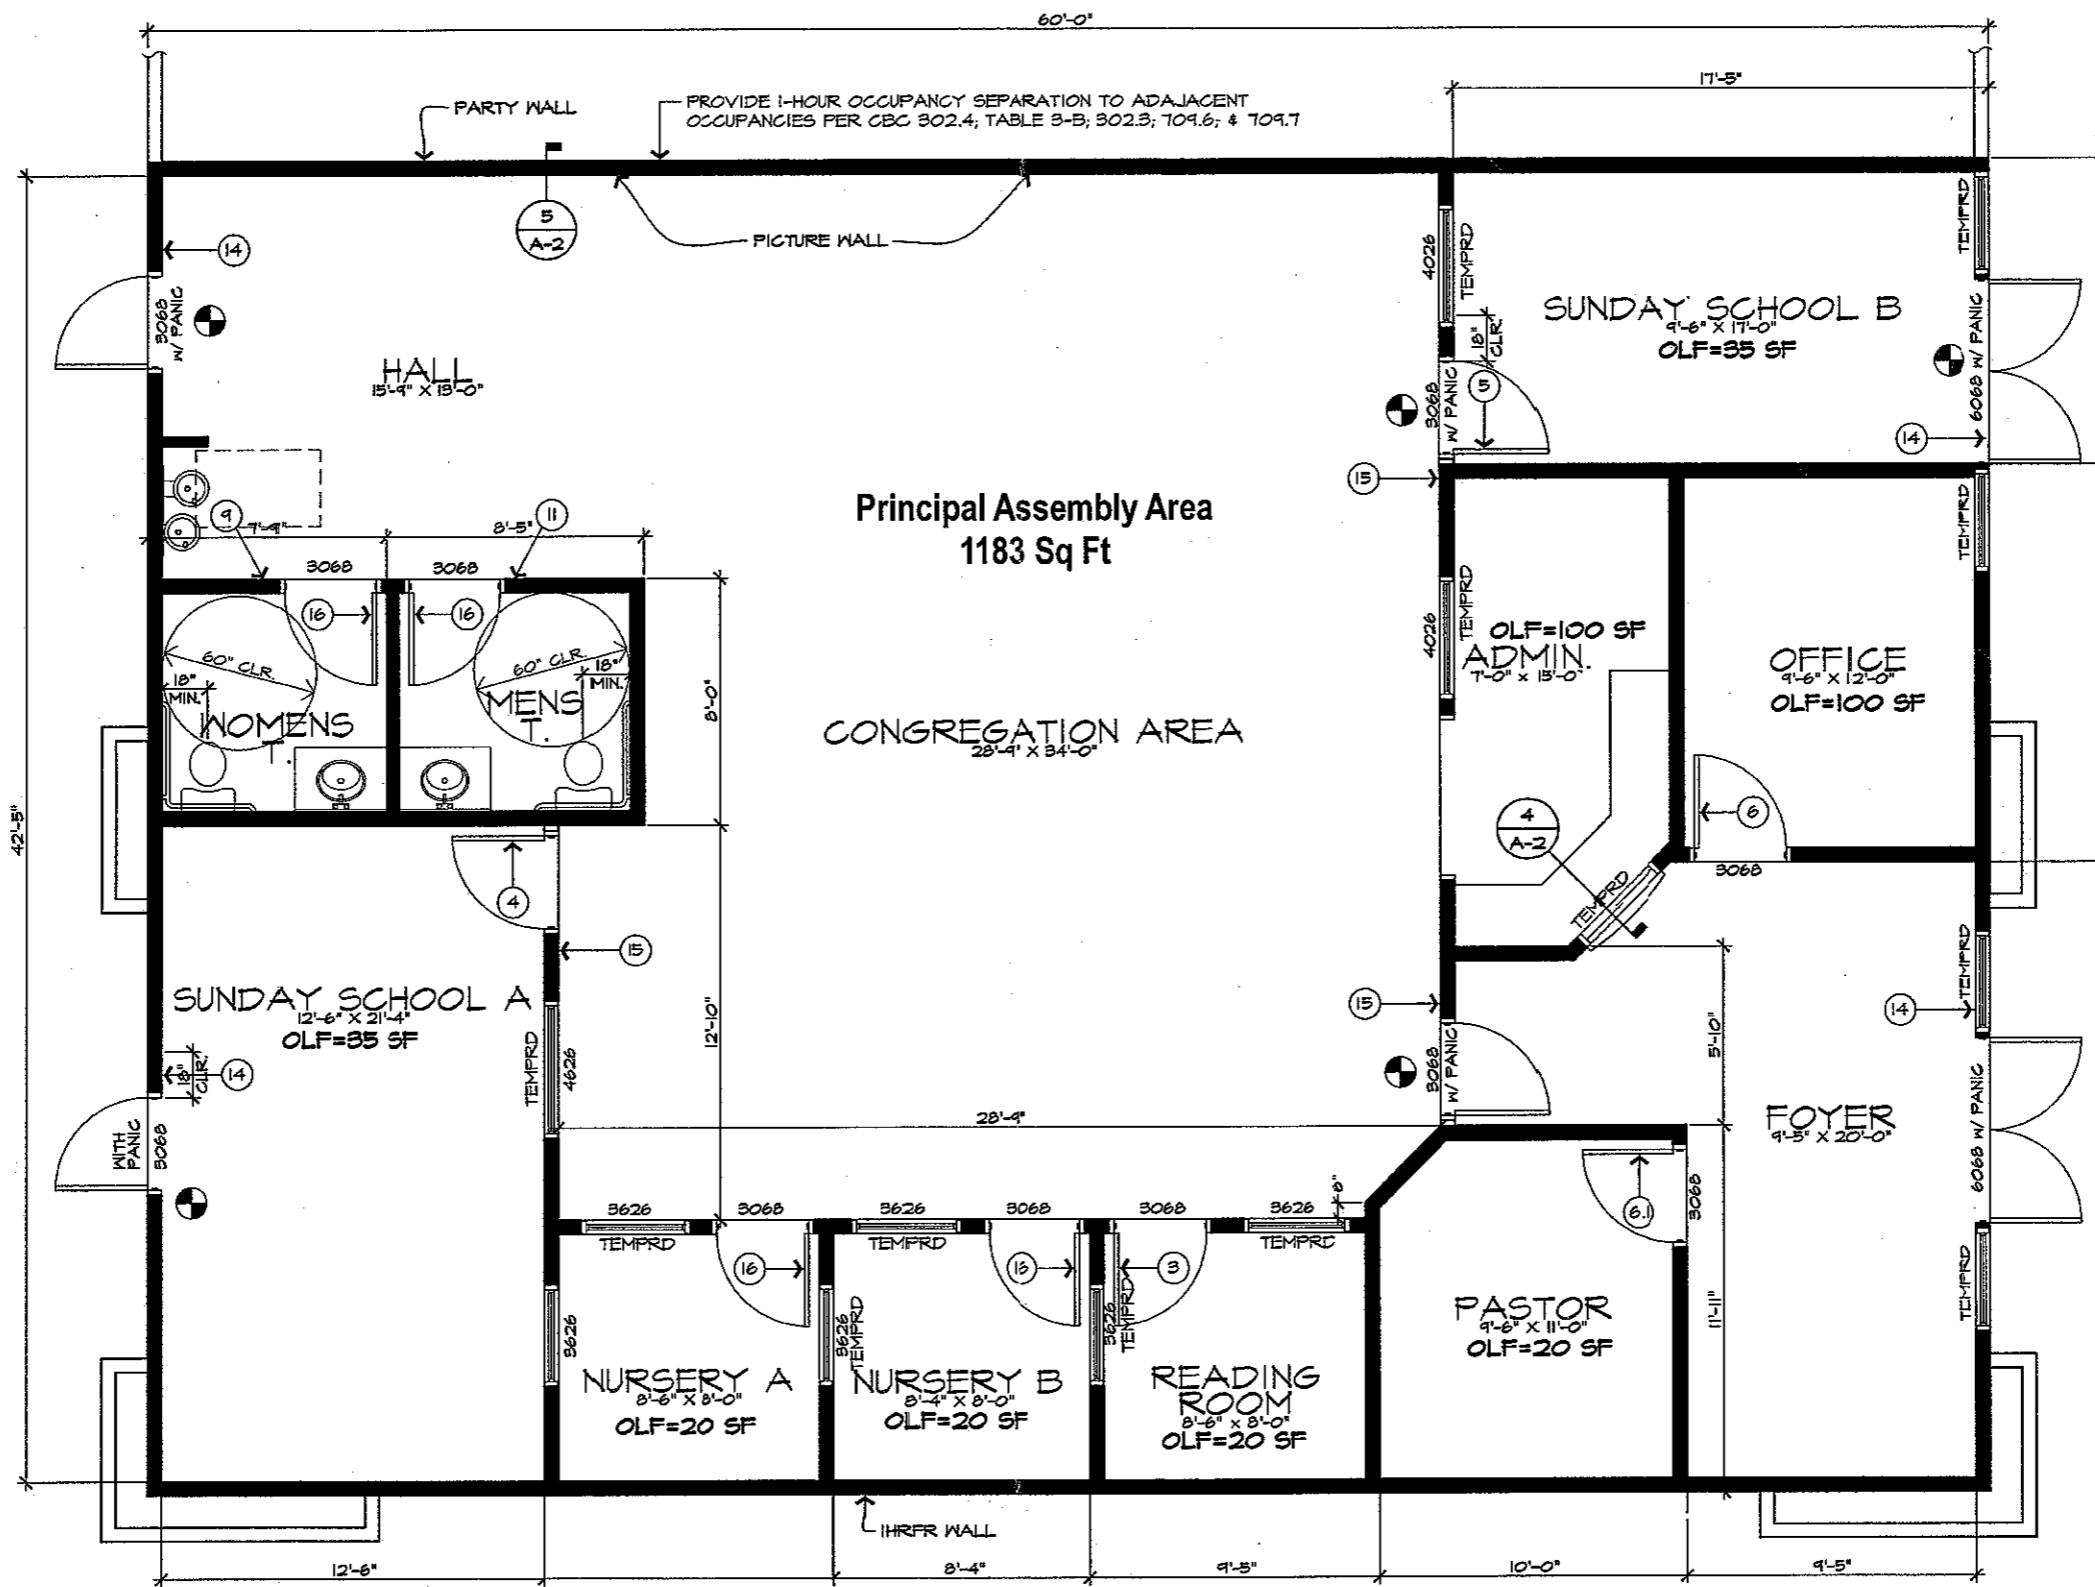 60'-0"
17'-5"
PARTY WALL
PROVIDE 1-HOUR OCCUPANCY SEPARATION TO ADAJACENT
OCCUPANCIES PER CBC 302.4; TABLE 3-B; 302.3; 709.6; & 709.7
5
A-2
PICTURE WALL
14
3068
W/ PANIC
HALL
15'-9" X 13'-0"
4026
TEMPRD
18"
CLR.
3068
W/ PANIC
5
15
SUNDAY SCHOOL B
9'-6" X 17'-0"
OLF=35 SF
TEMPRD
6068 W/ PANIC
14
Principal Assembly Area
1183 Sq Ft
9
7'-9"
8'-5"
11
3068
3068
16
16
60" CLR.
60" CLR.
18"
MIN.
18"
MIN.
WOMENS
T.
MENS
T.
8'-0"
42'-5"
CONGREGATION AREA
28'-9" X 34'-0"
4026
TEMPRD
OLF=100 SF
ADMIN.
7'-0" X 15'-0"
TEMPRD
OFFICE
9'-6" X 12'-0"
OLF=100 SF
4
A-2
6
3068
TEMPRD
4
15
SUNDAY SCHOOL A
12'-6" X 21'-4"
OLF=35 SF
18"
CLR.
14
WITH
PANIC
3068
TEMPRD
4626
12'-10"
28'-9"
15
3068
W/ PANIC
5'-10"
TEMPRD
14
FOYER
9'-5" X 20'-0"
6068 W/ PANIC
TEMPRD
3626
TEMPRD
3068
3626
TEMPRD
3068
3068
3626
TEMPRD
6"
16
3
6.1
3068
11'-11"
3626
3626
TEMPRD
3626
TEMPRD
NURSERY A
8'-6" X 8'-0"
OLF=20 SF
NURSERY B
8'-4" X 8'-0"
OLF=20 SF
READING
ROOM
8'-6" X 8'-0"
OLF=20 SF
PASTOR
9'-6" X 11'-0"
OLF=20 SF
1HRFR WALL
12'-6"
8'-4"
9'-5"
10'-0"
9'-5"